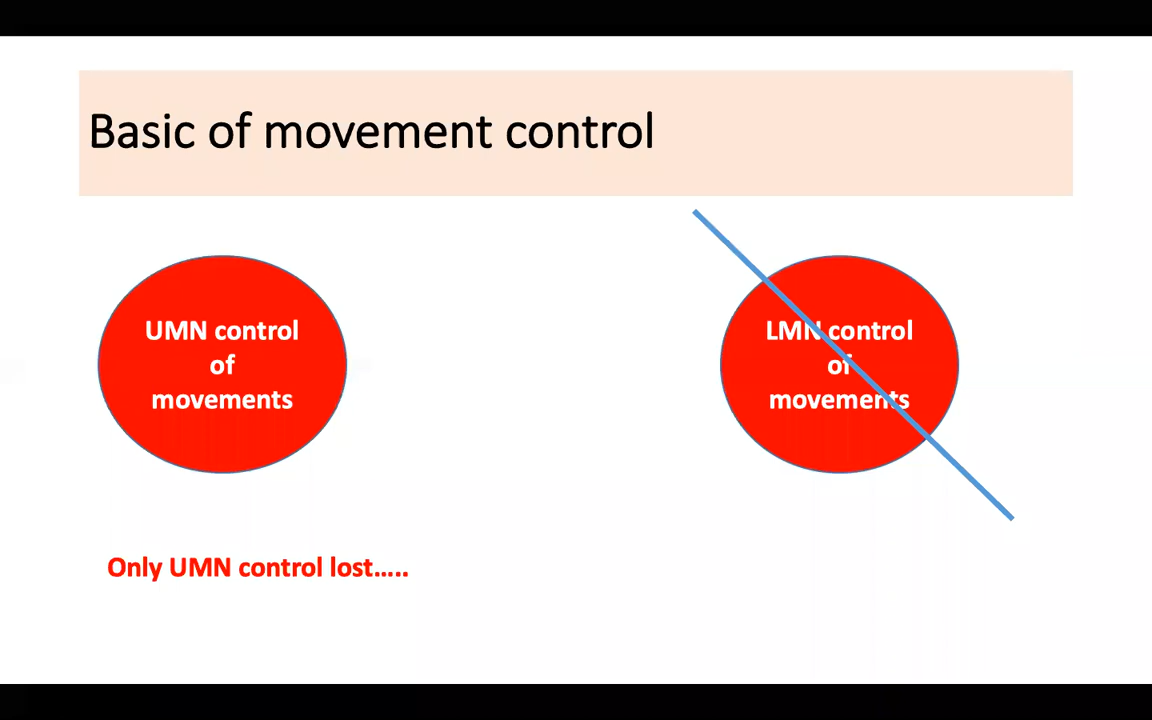 Basic of movement control
UMN control
of
movements
LMN control
of
movements
Only UMN control lost.....